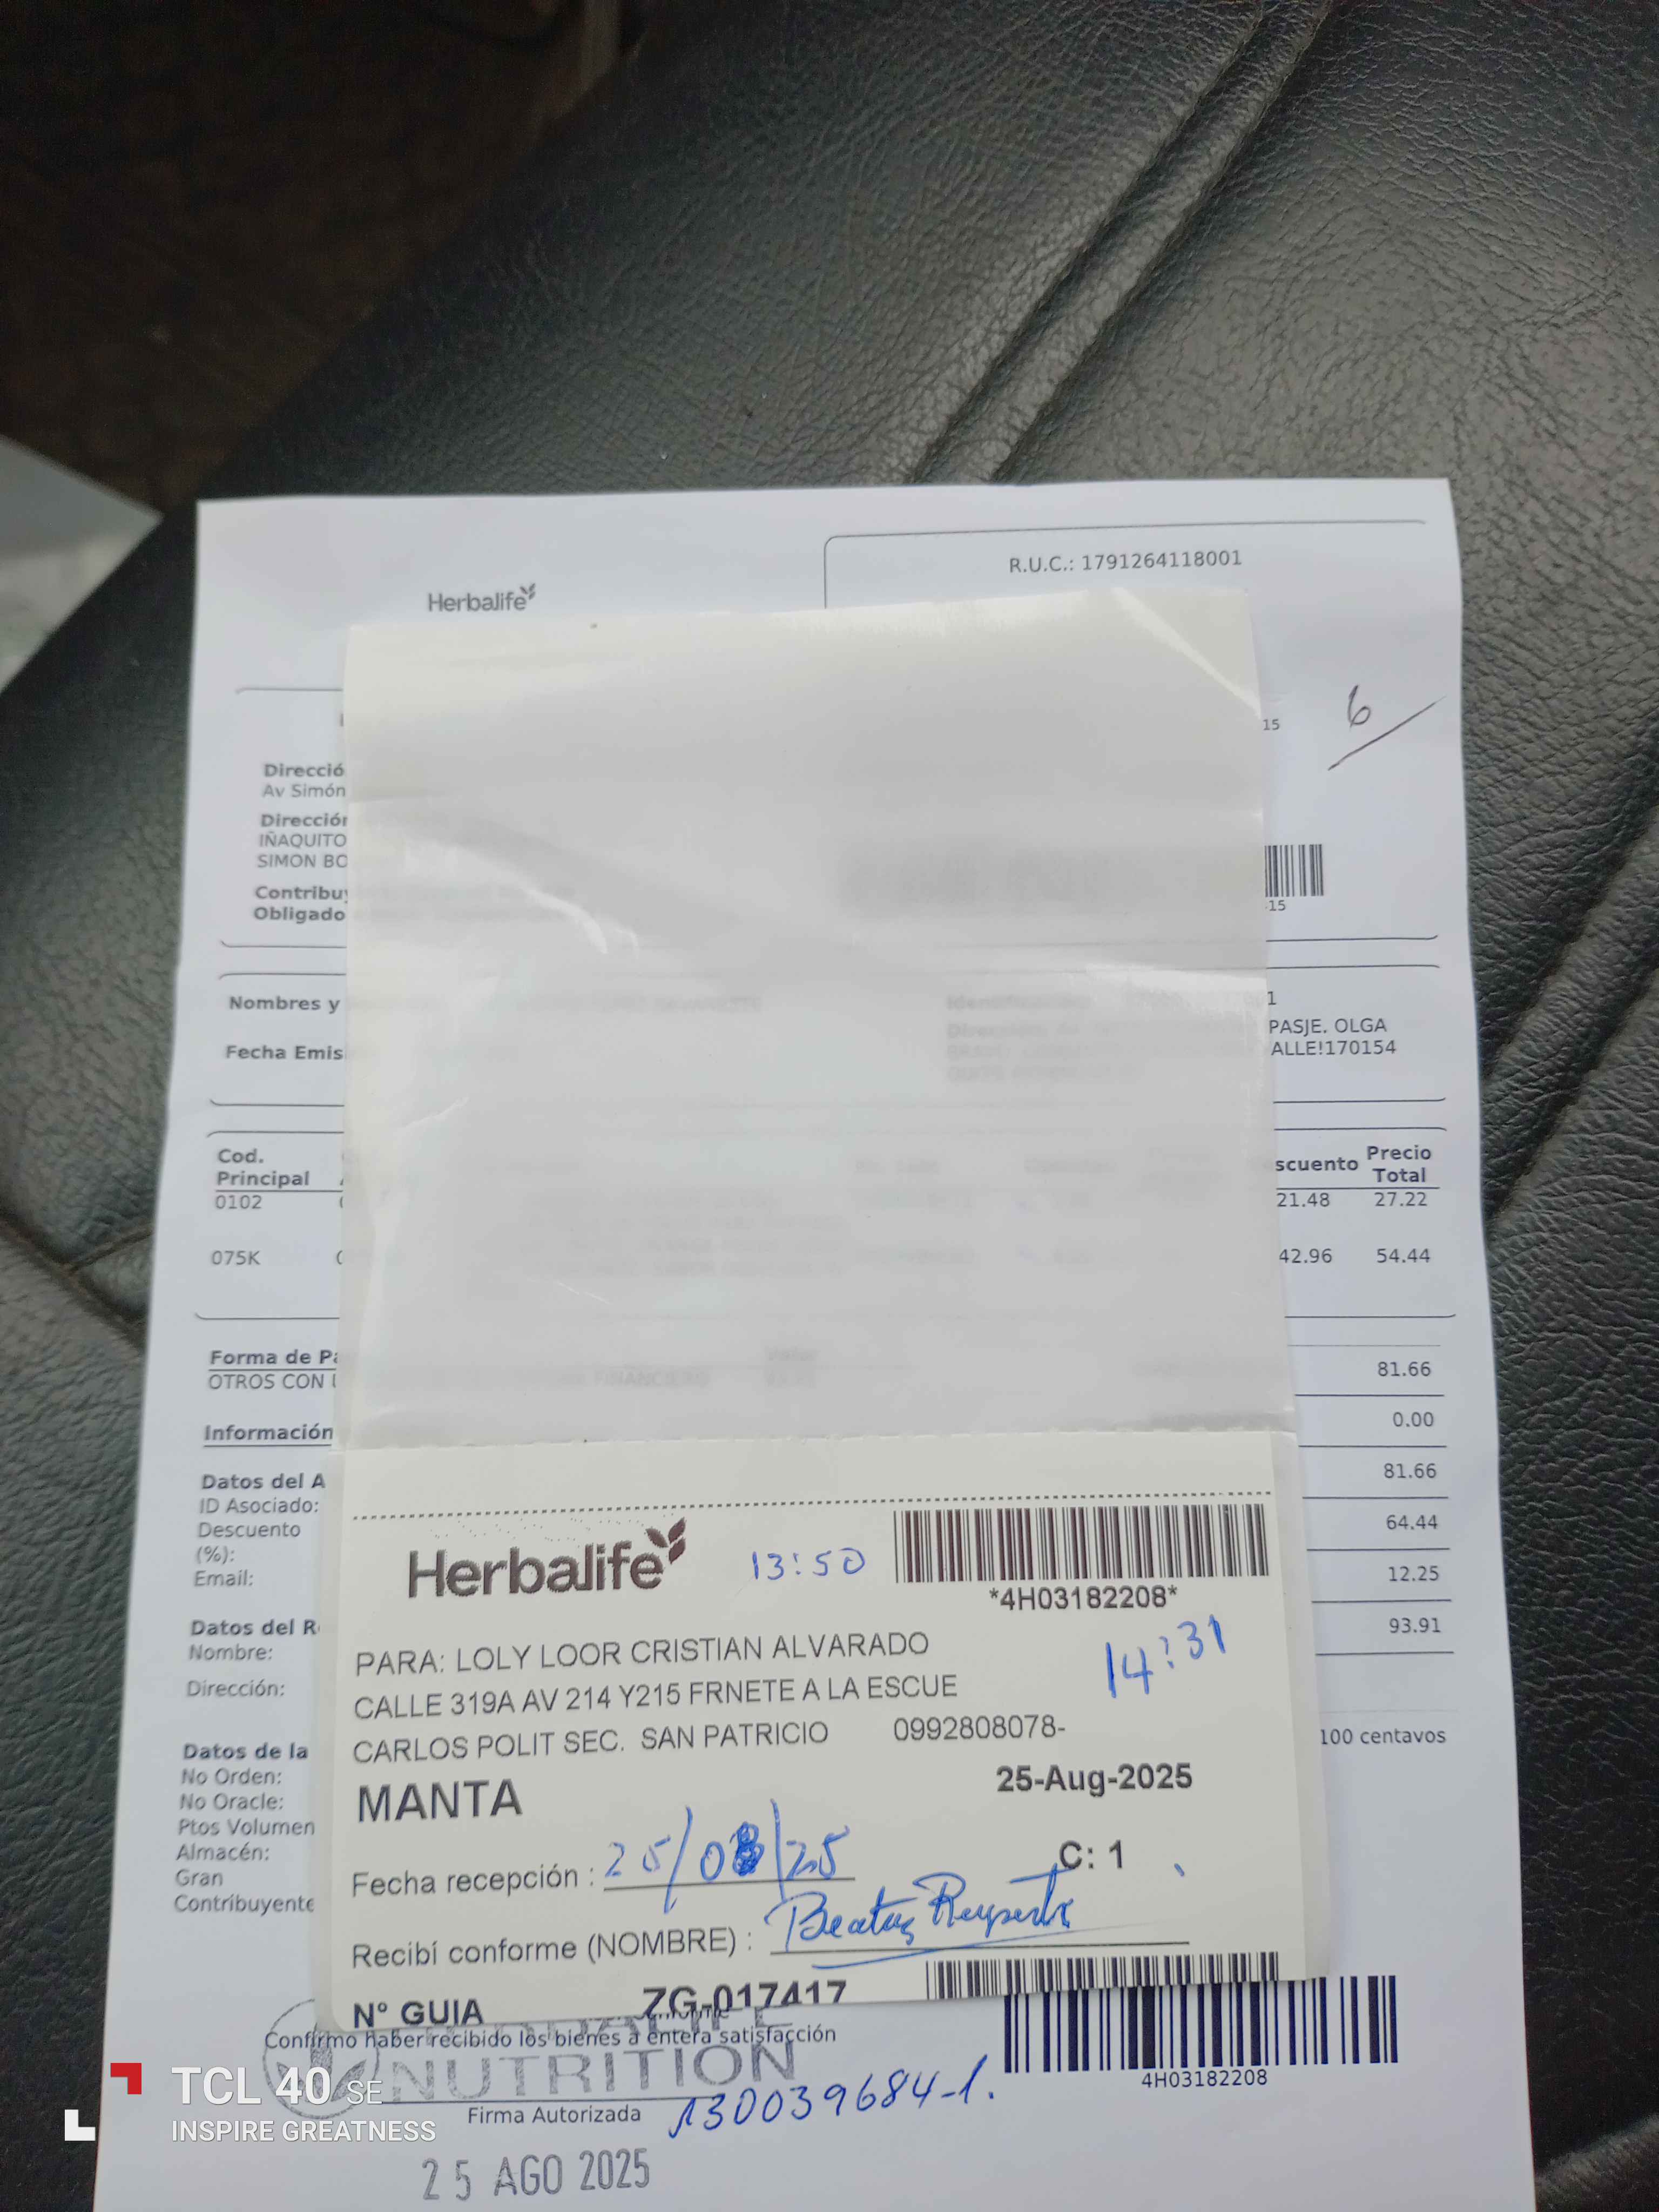 R.U.C.: 1791264118001
Herbalife
6
15
Direcció
Av Simón
Direcciór
IÑAQUITO
SIMON BO
15
Contribuy
Obligado
Nombres y
1
PASJE. OLGA
Fecha Emis
ALLE!170154
Cod. Principal
scuento Precio Total
0102 21.48 27.22
075K 42.96 54.44
Forma de Pa
OTROS CON
81.66
0.00
Información
81.66
Datos del A
ID Asociado:
64.44
Descuento
(%):
Email:
12.25
Datos del R
93.91
Nombre:
Dirección:
100 centavos
Datos de la
No Orden:
No Oracle:
Ptos Volumen
Almacén:
Gran
Contribuyente
Herbalife 13:50
*4H03182208*
PARA: LOLY LOOR CRISTIAN ALVARADO
14:31
CALLE 319A AV 214 Y215 FRNETE A LA ESCUE
CARLOS POLIT SEC. SAN PATRICIO 0992808078-
MANTA 25-Aug-2025
Fecha recepción : 25/08/25 C: 1
Recibí conforme (NOMBRE) :
N° GUIA ZG-017417
Confirmo haber recibido los bienes a entera satisfacción
NUTRITION
4H03182208
Firma Autorizada 130039684-1.
25 AGO 2025
TCL 40 SE
INSPIRE GREATNESS